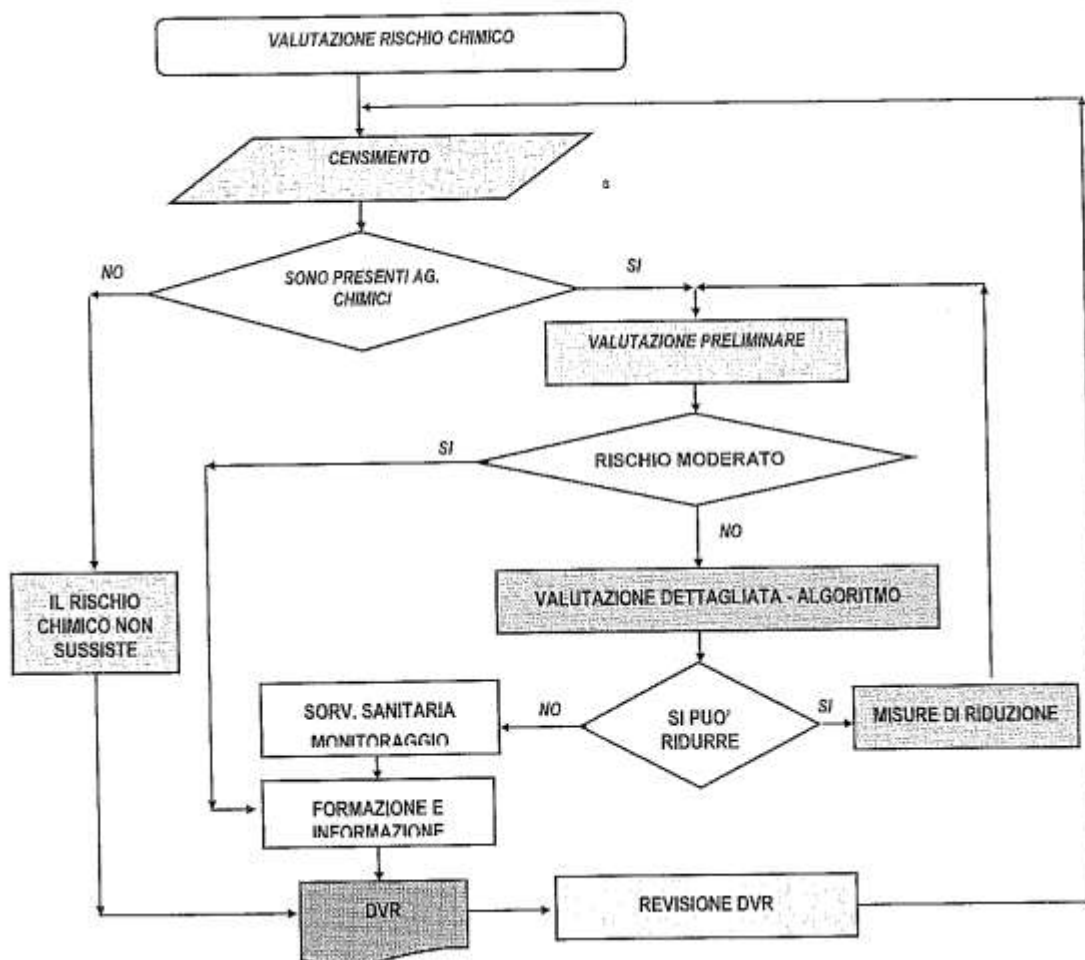 VALUTAZIONE RISCHIO CHIMICO
CENSIMENTO
s
NO
SONO PRESENTI AG.
CHIMICI
SI
VALUTAZIONE PRELIMINARE
SI
RISCHIO MODERATO
NO
IL RISCHIO
CHIMICO NON
SUSSISTE
VALUTAZIONE DETTAGLIATA - ALGORITMO
SORV. SANITARIA
MONITORAGGIO
NO
SI PUO'
RIDURRE
SI
MISURE DI RIDUZIONE
FORMAZIONE E
INFORMAZIONE
DVR
REVISIONE DVR